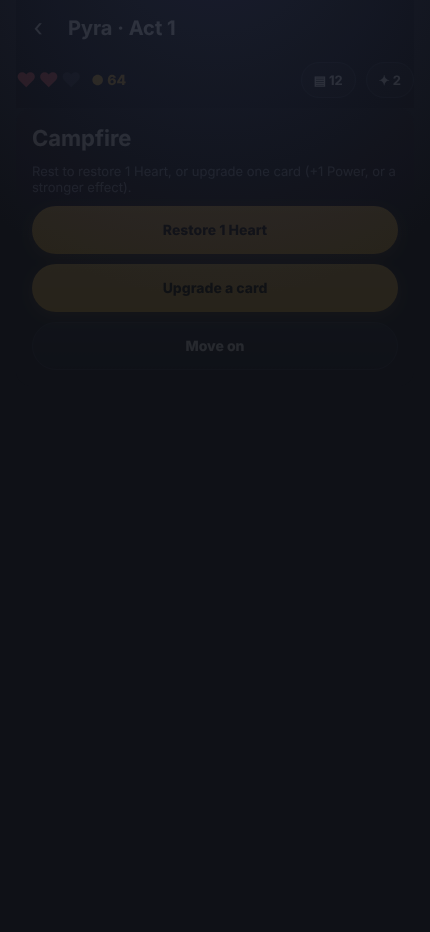 Pyra · Act 1
64
12
2
Campfire
Rest to restore 1 Heart, or upgrade one card (+1 Power, or a
stronger effect).
Restore 1 Heart
Upgrade a card
Move on